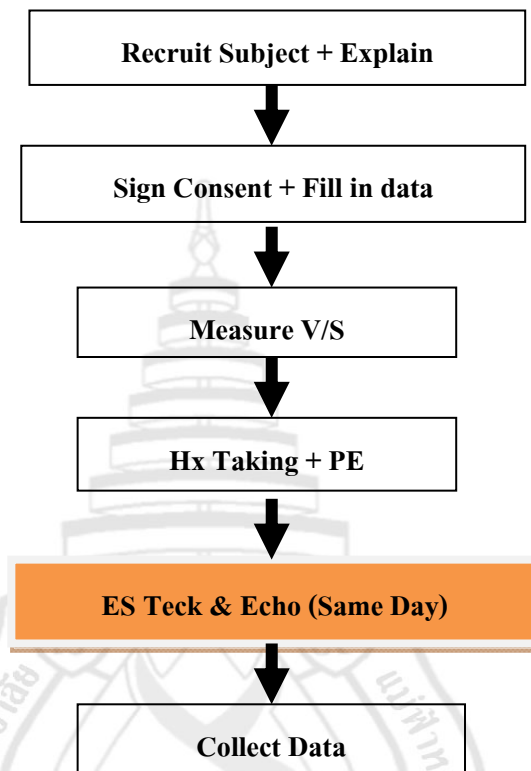 Recruit Subject + Explain
Sign Consent + Fill in data
Measure V/S
Hx Taking + PE
ES Teck & Echo (Same Day)
Collect Data